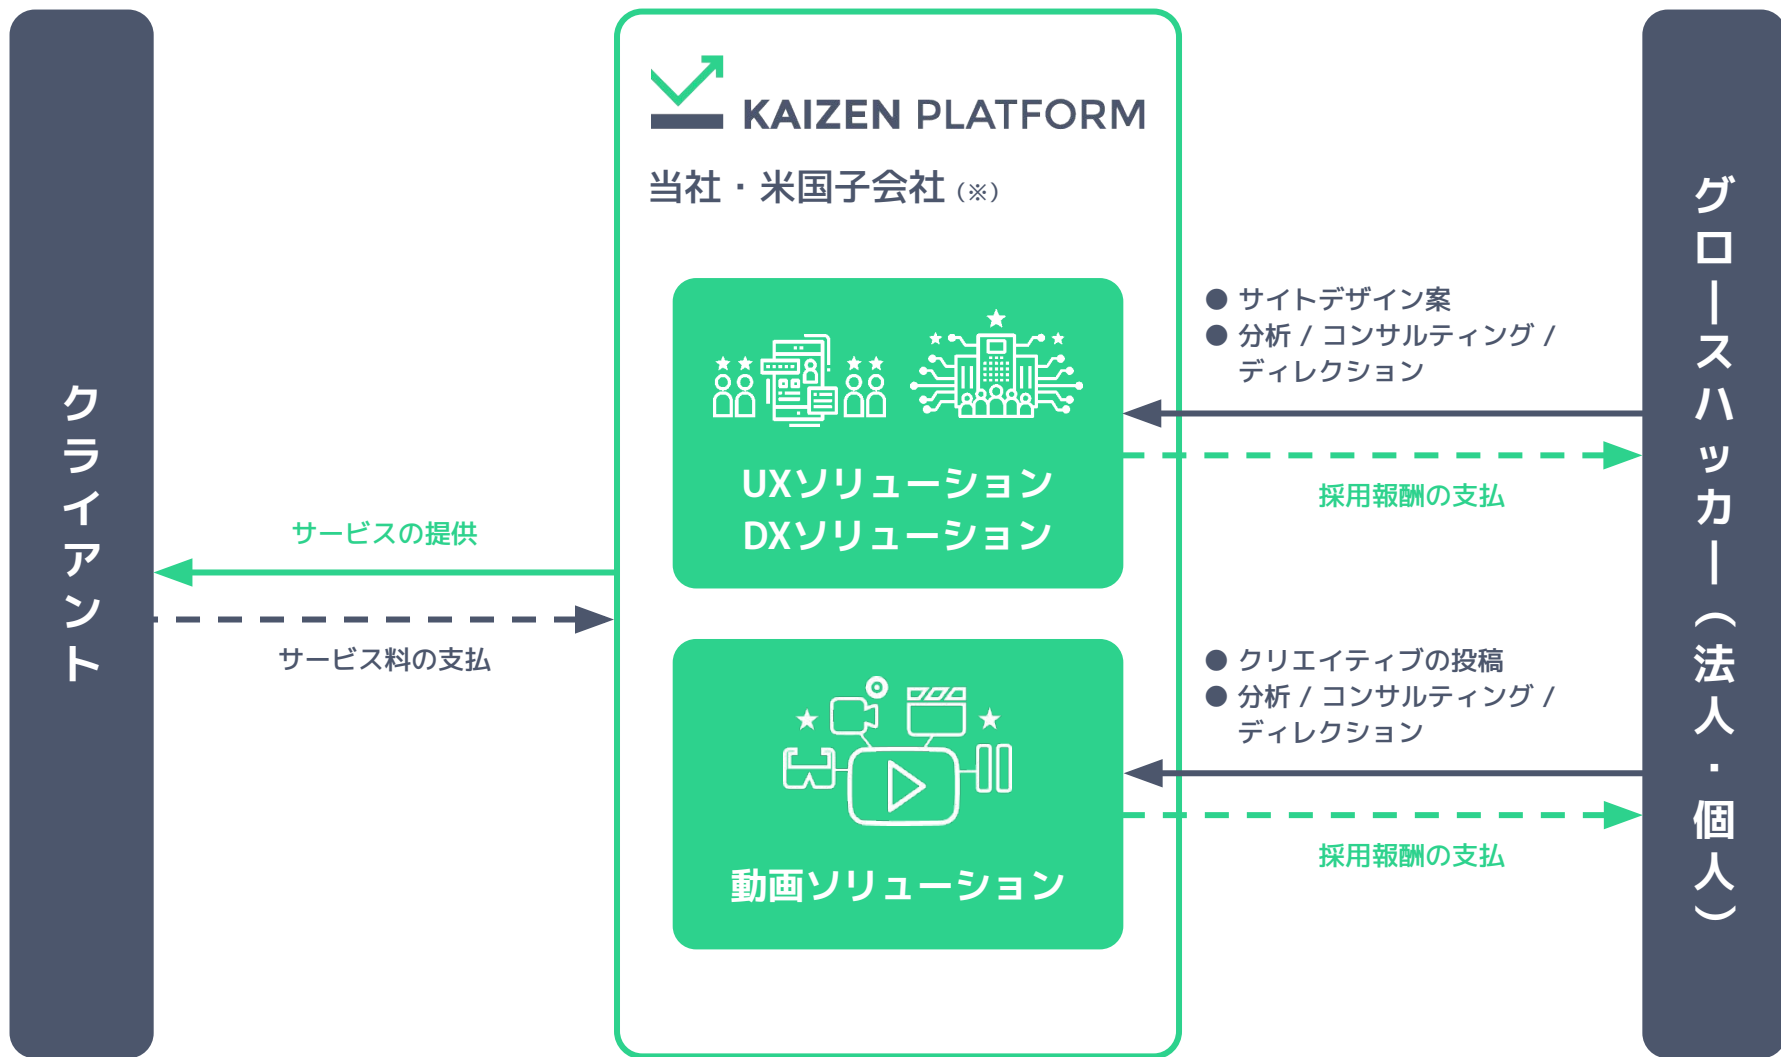 クライアント
サービスの提供
サービス料の支払
KAIZEN PLATFORM
当社・米国子会社（※）
UXソリューション
DXソリューション
動画ソリューション
● サイトデザイン案
● 分析 / コンサルティング /
ディレクション
採用報酬の支払
● クリエイティブの投稿
● 分析 / コンサルティング /
ディレクション
採用報酬の支払
グロースハッカー（法人・個人）